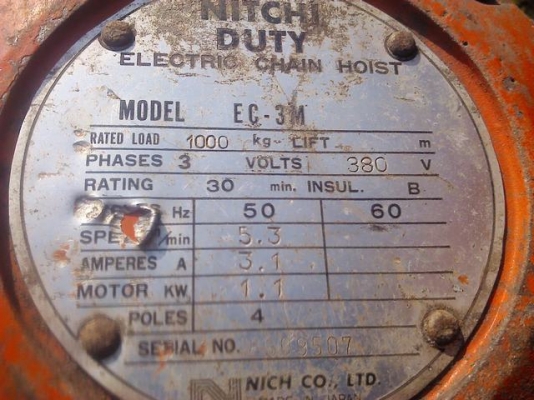 NITCHI
DUTY
ELECTRIC CHAIN HOIST
MODEL EC-3M
RATED LOAD 1000 kg LIFT m
PHASES 3 VOLTS 380 V
RATING 30 min. INSUL. B
Hz 50 60
/min 5.3
AMPERES A 3.1
MOTOR KW 1.1
POLES 4
SERIAL NO.
NICH CO., LTD.